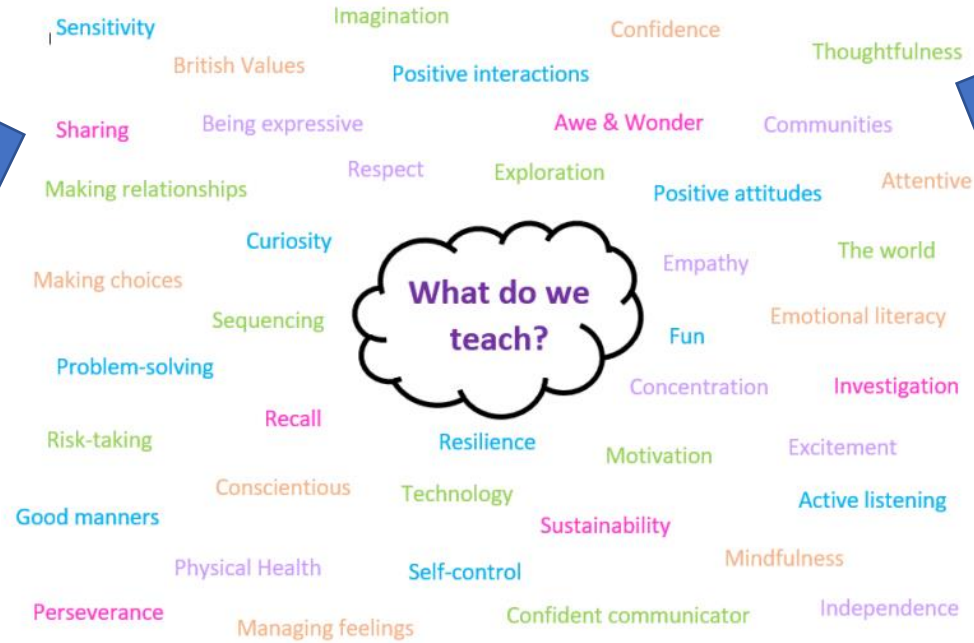 Sensitivity
Imagination
Confidence
Thoughtfulness
British Values
Positive interactions
Sharing
Being expressive
Awe & Wonder
Communities
Making relationships
Respect
Exploration
Positive attitudes
Attentive
Curiosity
Empathy
The world
Making choices
What do we
teach?
Sequencing
Fun
Emotional literacy
Problem-solving
Concentration
Investigation
Recall
Risk-taking
Resilience
Motivation
Excitement
Conscientious
Technology
Active listening
Good manners
Sustainability
Physical Health
Self-control
Mindfulness
Perseverance
Managing feelings
Confident communicator
Independence